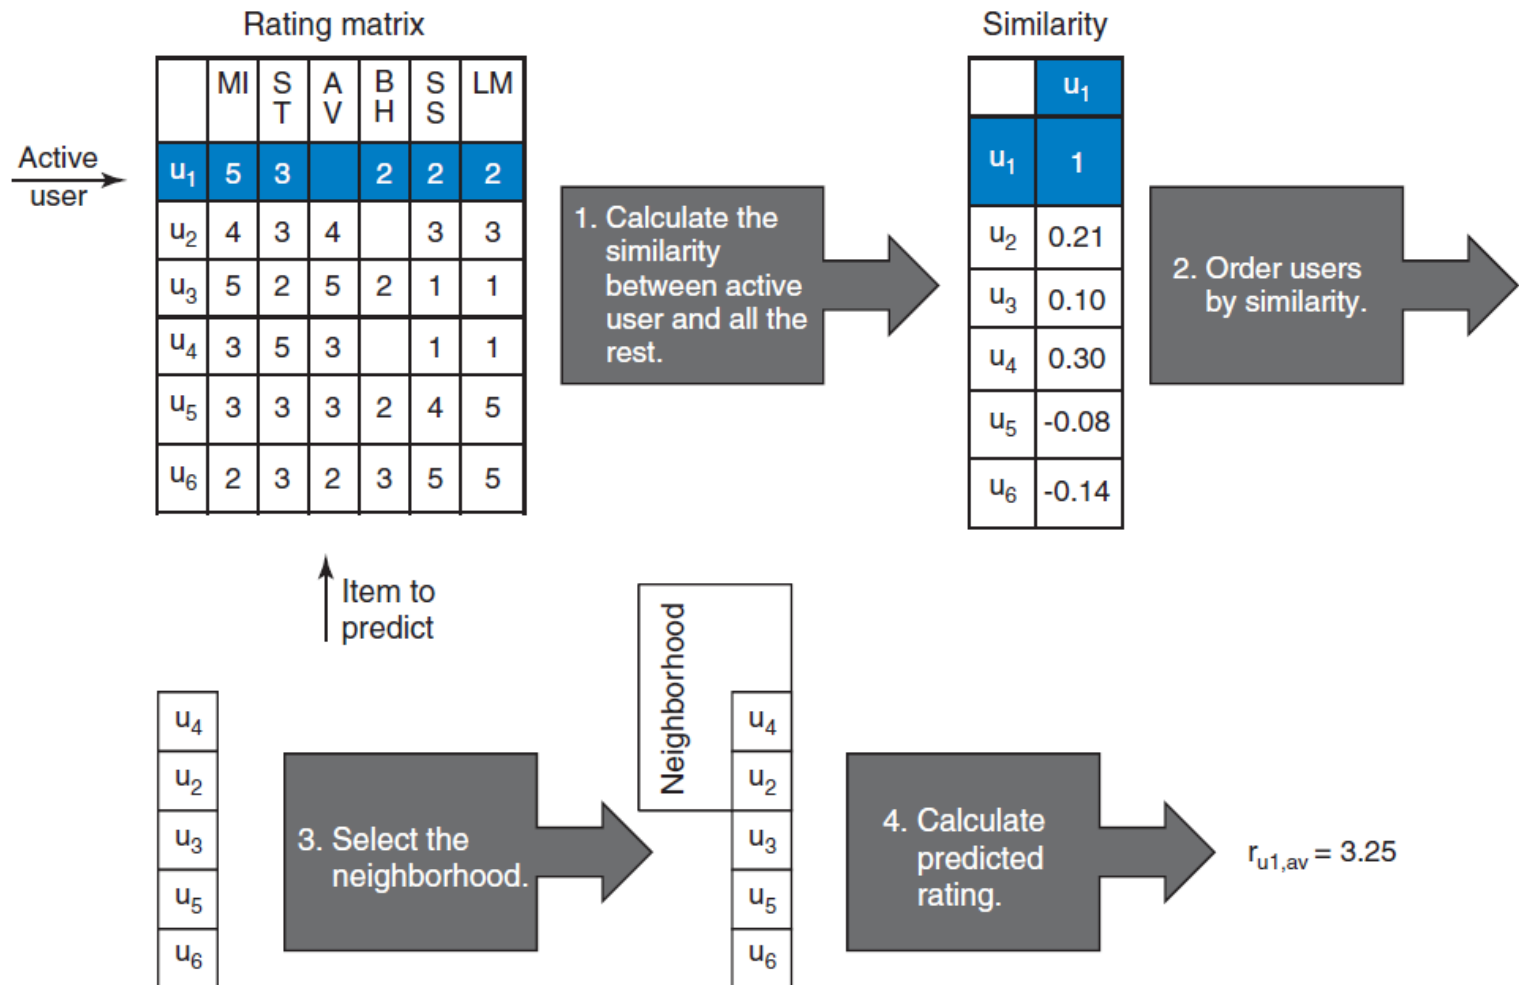 Rating matrix
MI S T A V B H S S LM
Active user
u1 5 3 2 2 2
u2 4 3 4 3 3
u3 5 2 5 2 1 1
u4 3 5 3 1 1
u5 3 3 3 2 4 5
u6 2 3 2 3 5 5
Item to
predict
1. Calculate the
similarity
between active
user and all the
rest.
Similarity
u1
u1 1
u2 0.21
u3 0.10
u4 0.30
u5 -0.08
u6 -0.14
2. Order users
by similarity.
u4
u2
u3
u5
u6
3. Select the
neighborhood.
Neighborhood
u4
u2
u3
u5
u6
4. Calculate
predicted
rating.
ru1,av = 3.25